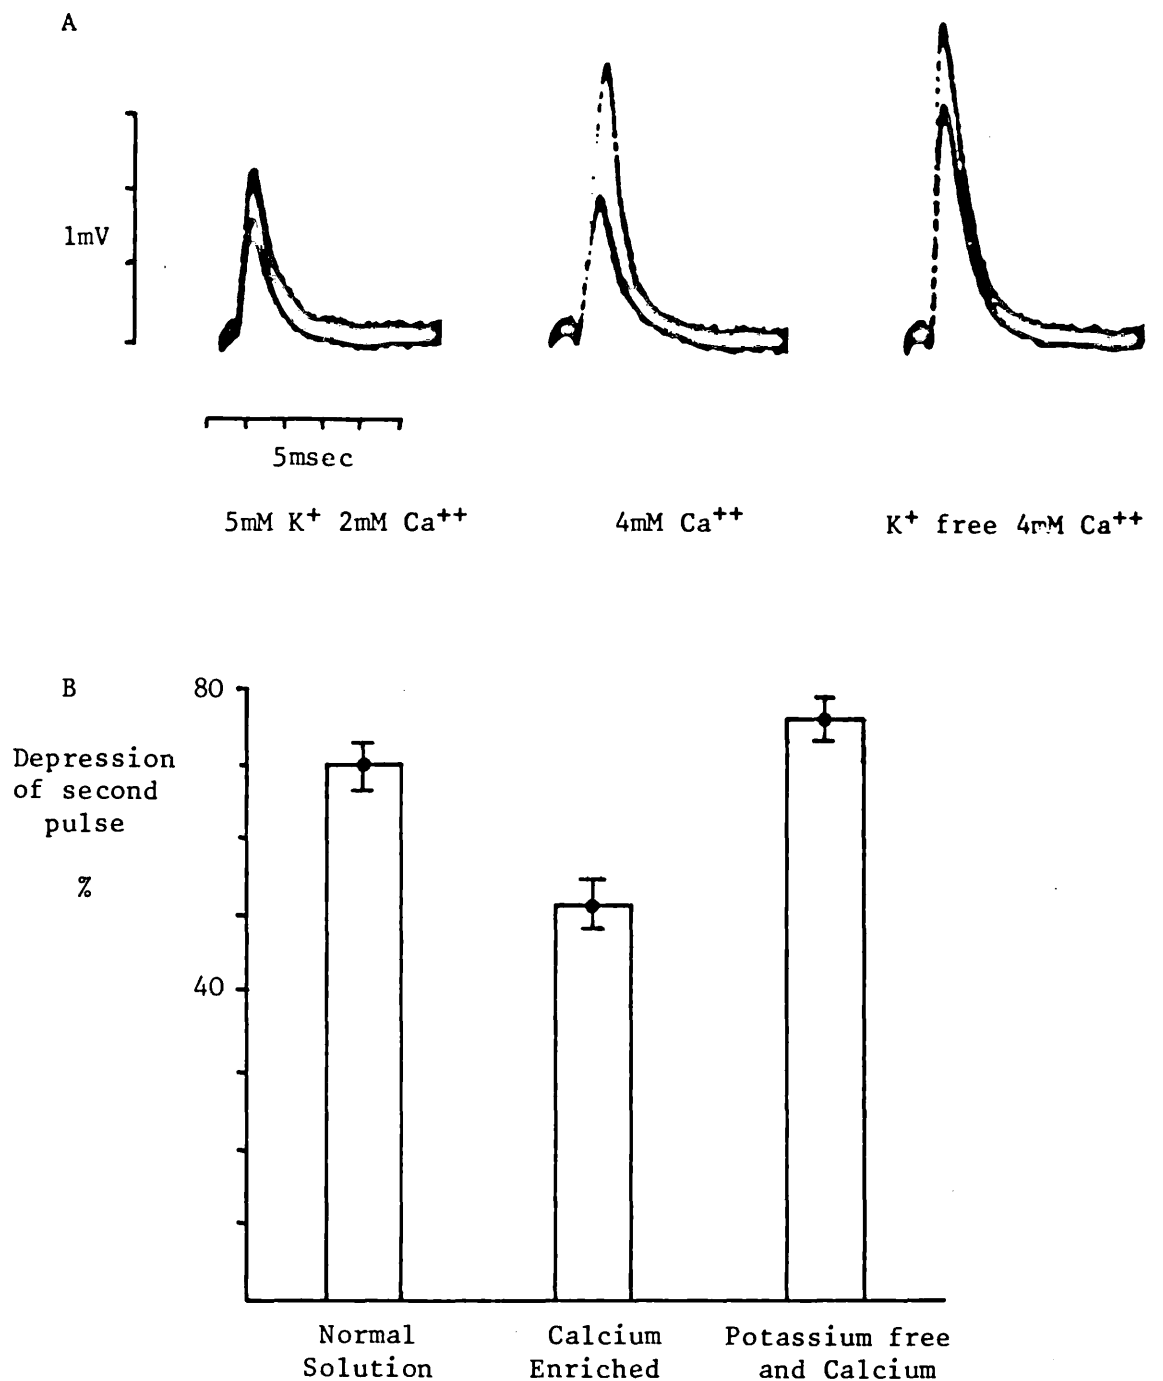 A
1mV
5msec
5mM K⁺ 2mM Ca⁺⁺
4mM Ca⁺⁺
K⁺ free 4mM Ca⁺⁺
B
80
Depression
of second
pulse
%
40
Normal
Solution
Calcium
Enriched
Potassium free
and Calcium